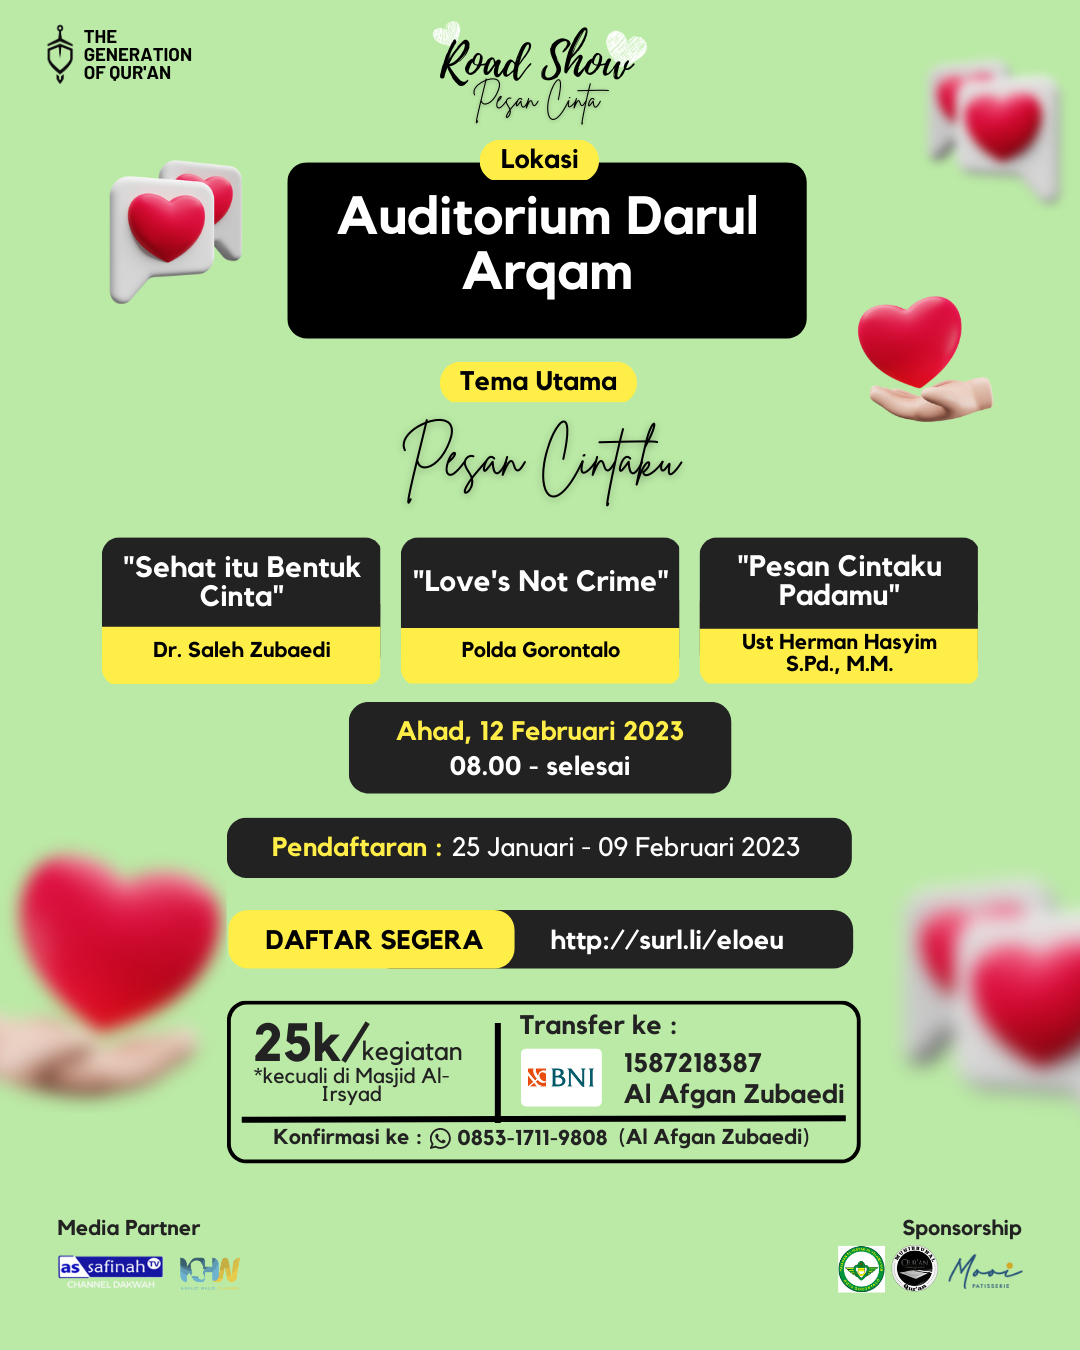 THE
GENERATION
OF QUR'AN
Road Show
Pesan Cinta
Lokasi
Auditorium Darul
Arqam
Tema Utama
Pesan Cintaku
"Sehat itu Bentuk
Cinta"
Dr. Saleh Zubaedi
"Love's Not Crime"
Polda Gorontalo
"Pesan Cintaku
Padamu"
Ust Herman Hasyim
S.Pd., M.M.
Ahad, 12 Februari 2023
08.00 - selesai
Pendaftaran : 25 Januari - 09 Februari 2023
DAFTAR SEGERA http://surl.li/eloeu
25k/kegiatan
*kecuali di Masjid Al-
Irsyad
Transfer ke :
BNI
1587218387
Al Afgan Zubaedi
Konfirmasi ke : 0853-1711-9808 (Al Afgan Zubaedi)
Media Partner
as safinah TV
CHANNEL DAKWAH
Sponsorship
QUR'AN
Qur'an
Mooi
PATISSERIE